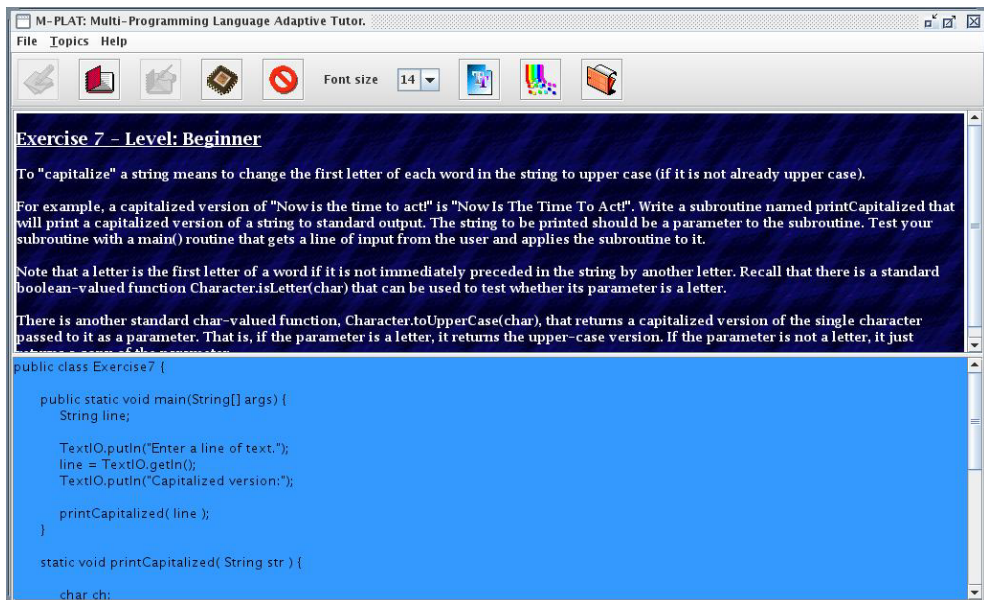 M-PLAT: Multi-Programming Language Adaptive Tutor.
File Topics Help
Font size 14
Exercise 7 - Level: Beginner
To "capitalize" a string means to change the first letter of each word in the string to upper case (if it is not already upper case).
For example, a capitalized version of "Now is the time to act!" is "Now Is The Time To Act!". Write a subroutine named printCapitalized that
will print a capitalized version of a string to standard output. The string to be printed should be a parameter to the subroutine. Test your
subroutine with a main() routine that gets a line of input from the user and applies the subroutine to it.
Note that a letter is the first letter of a word if it is not immediately preceded in the string by another letter. Recall that there is a standard
boolean-valued function Character.isLetter(char) that can be used to test whether its parameter is a letter.
There is another standard char-valued function, Character.toUpperCase(char), that returns a capitalized version of the single character
passed to it as a parameter. That is, if the parameter is a letter, it returns the upper-case version. If the parameter is not a letter, it just
returns a copy of the parameter.
public class Exercise7 {
public static void main(String[] args) {
String line;
TextIO.putln("Enter a line of text.");
line = TextIO.getln();
TextIO.putln("Capitalized version:");
printCapitalized( line );
}
static void printCapitalized( String str ) {
char ch;